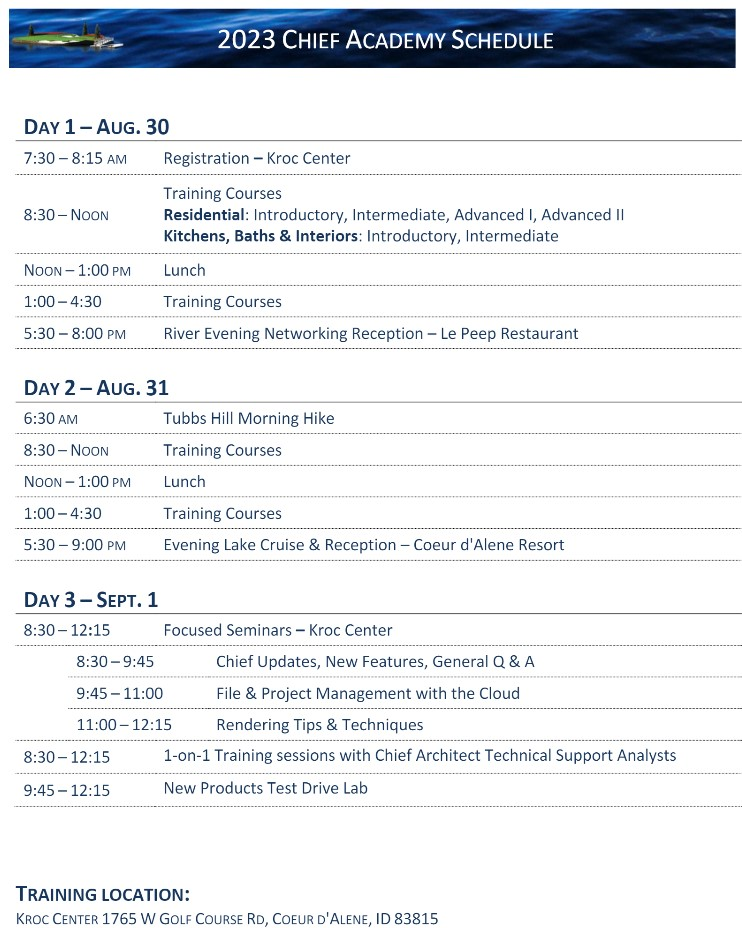 2023 CHIEF ACADEMY SCHEDULE
DAY 1 – AUG. 30
7:30 – 8:15 AM Registration – Kroc Center
Training Courses
8:30 – NOON Residential: Introductory, Intermediate, Advanced I, Advanced II
Kitchens, Baths & Interiors: Introductory, Intermediate
NOON – 1:00 PM Lunch
1:00 – 4:30 Training Courses
5:30 – 8:00 PM River Evening Networking Reception – Le Peep Restaurant
DAY 2 – AUG. 31
6:30 AM Tubbs Hill Morning Hike
8:30 – NOON Training Courses
NOON – 1:00 PM Lunch
1:00 – 4:30 Training Courses
5:30 – 9:00 PM Evening Lake Cruise & Reception – Coeur d'Alene Resort
DAY 3 – SEPT. 1
8:30 – 12:15 Focused Seminars – Kroc Center
8:30 – 9:45 Chief Updates, New Features, General Q & A
9:45 – 11:00 File & Project Management with the Cloud
11:00 – 12:15 Rendering Tips & Techniques
8:30 – 12:15 1-on-1 Training sessions with Chief Architect Technical Support Analysts
9:45 – 12:15 New Products Test Drive Lab
TRAINING LOCATION:
KROC CENTER 1765 W GOLF COURSE RD, COEUR D'ALENE, ID 83815